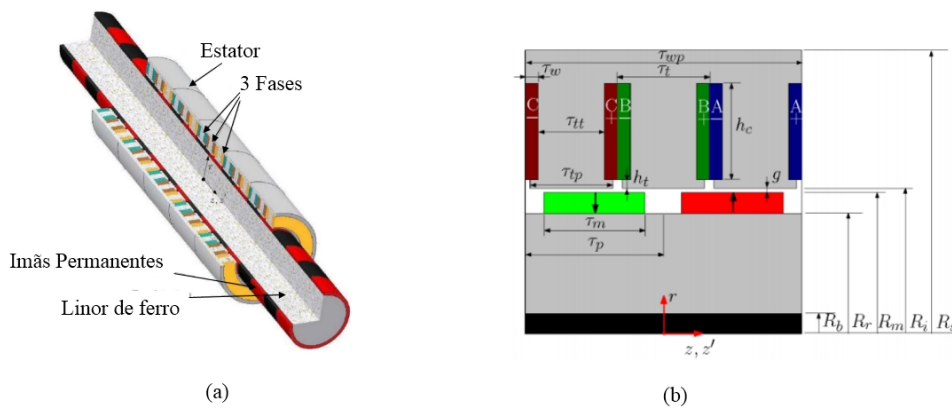 Estator
3 Fases
r
z, z'
Imãs Permanentes
Linor de ferro
(a)
τwp
τw
τt
C B B A A
− − + − +
+
τtt
hc
τtp
ht
g
τm
τp
r
z, z′
Rb Rr Rm Ri Rs
(b)